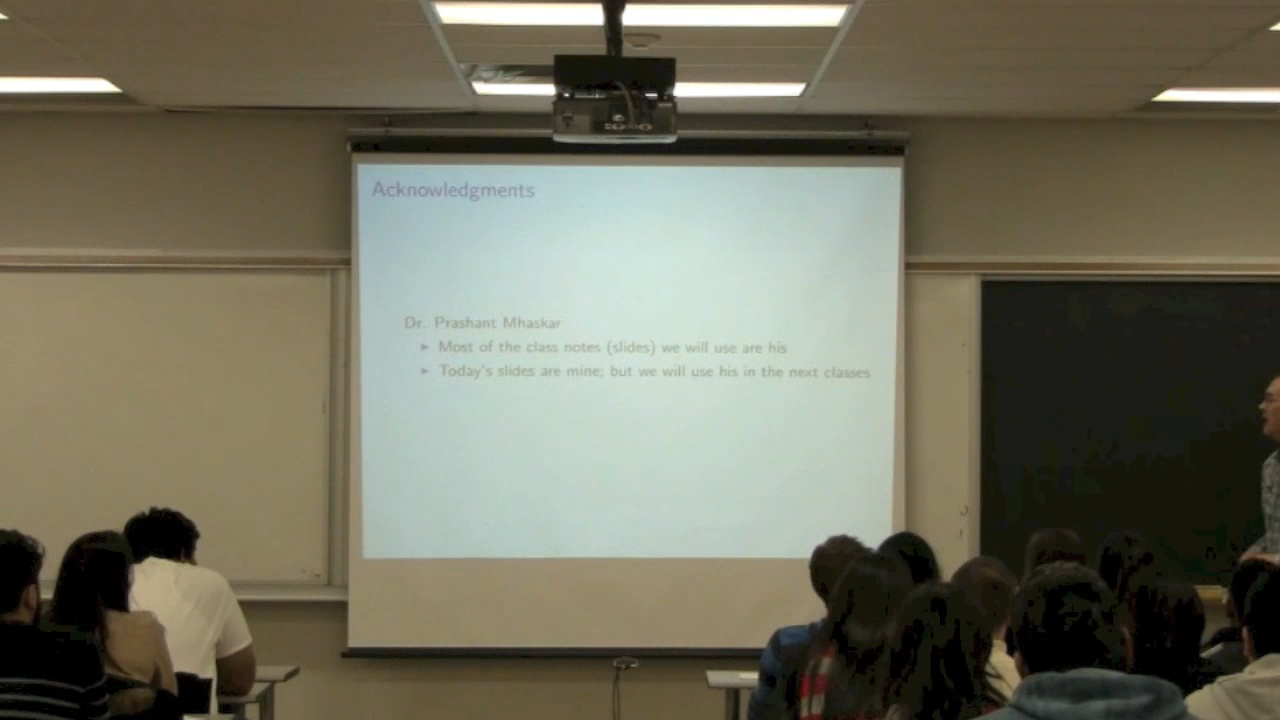 Acknowledgments
Dr. Prashant Mhaskar
▸ Most of the class notes (slides) we will use are his
▸ Today's slides are mine; but we will use his in the next classes